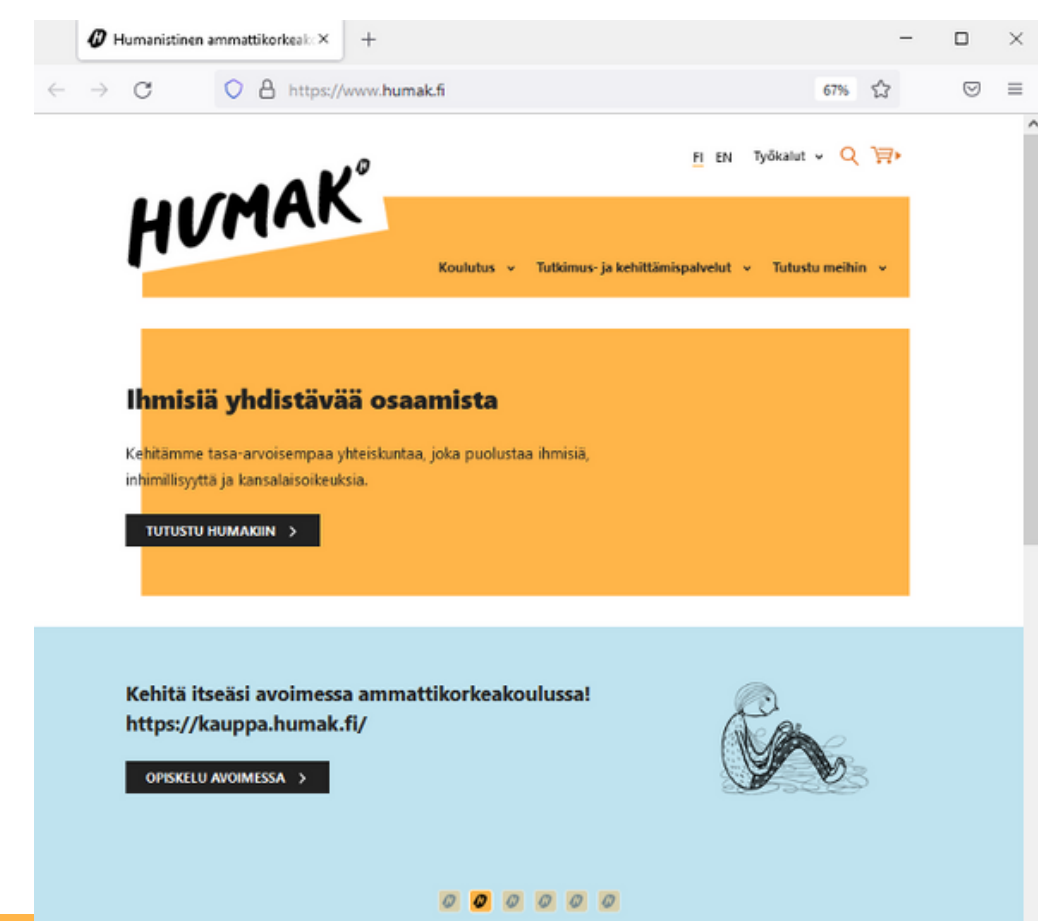 Humanistinen ammattikorkeak
https://www.humak.fi
67%
HUMAK
FI EN Työkalut
Koulutus Tutkimus- ja kehittämispalvelut Tutustu meihin
Ihmisiä yhdistävää osaamista
Kehitämme tasa-arvoisempaa yhteiskuntaa, joka puolustaa ihmisiä,
inhimillisyyttä ja kansalaisoikeuksia.
TUTUSTU HUMAKIIN
Kehitä itseäsi avoimessa ammattikorkeakoulussa!
https://kauppa.humak.fi/
OPISKELU AVOIMESSA